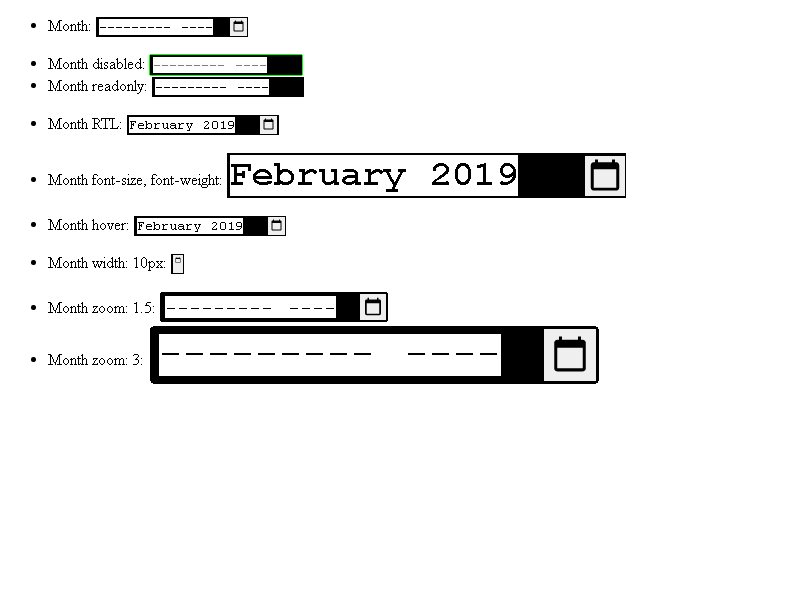 Month: --------- ----
Month disabled: --------- ----
Month readonly: --------- ----
Month RTL: February 2019
Month font-size, font-weight: February 2019
Month hover: February 2019
Month width: 10px:
Month zoom: 1.5: --------- ----
Month zoom: 3: --------- ----